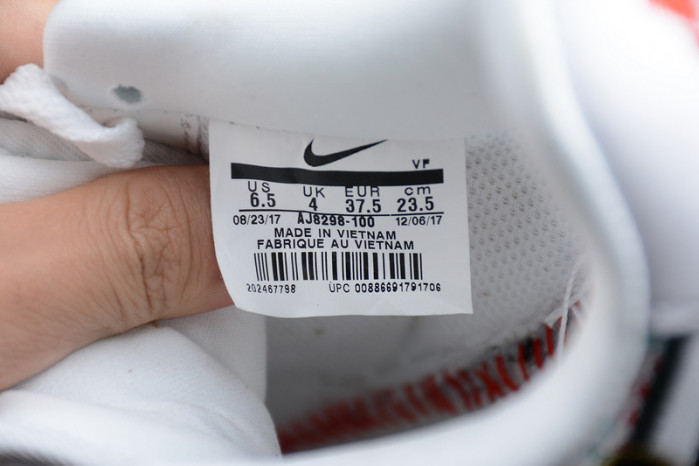 VF
US UK EUR cm
6.5 4 37.5 23.5
08/23/17 AJ8298-100 12/06/17
MADE IN VIETNAM
FABRIQUE AU VIETNAM
202467798 UPC 00886691791706